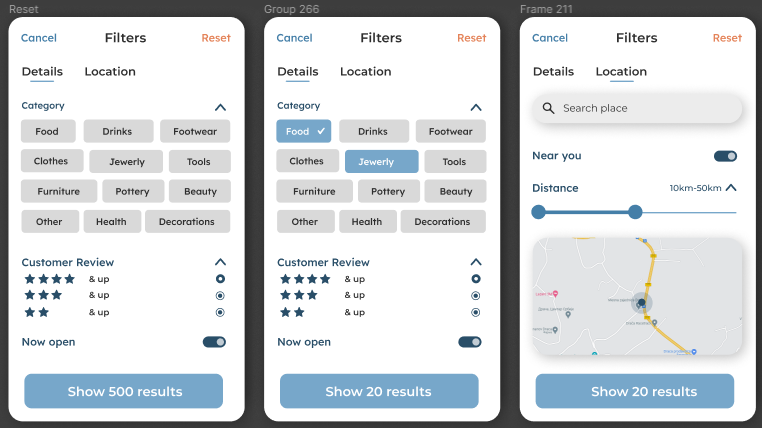 Reset
Cancel Filters Reset
Details Location
Category
Food Drinks Footwear
Clothes Jewerly Tools
Furniture Pottery Beauty
Other Health Decorations
Customer Review
& up
& up
& up
Now open
Show 500 results
Group 266
Cancel Filters Reset
Details Location
Category
Food Drinks Footwear
Clothes Jewerly Tools
Furniture Pottery Beauty
Other Health Decorations
Customer Review
& up
& up
& up
Now open
Show 20 results
Frame 211
Cancel Filters Reset
Details Location
Search place
Near you
Distance 10km-50km
Show 20 results